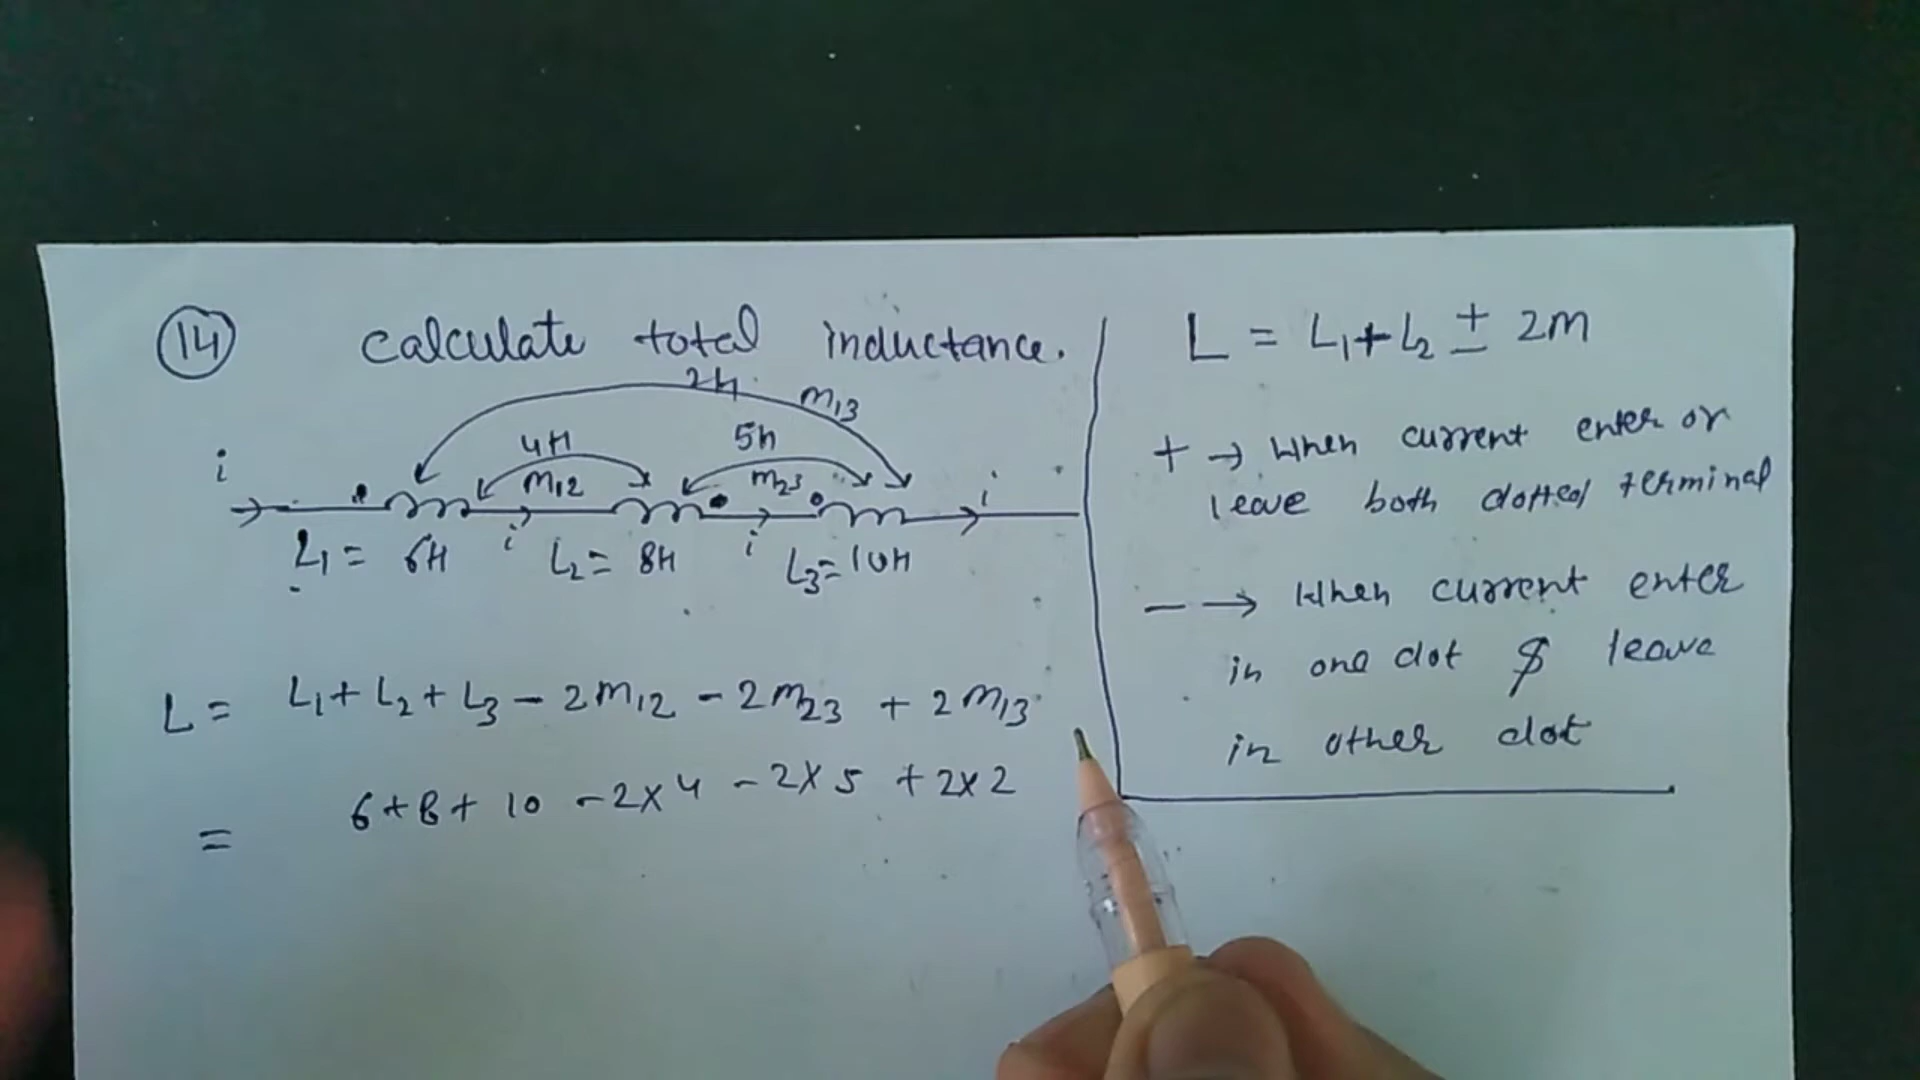 14 calculate total inductance.
2H m13
4H 5h
i m12 m23 i
L1 = 6H i L2 = 8H i L3 = 10H
L = L1 + L2 + L3 - 2m12 - 2m23 + 2m13
= 6 + 8 + 10 - 2x4 - 2x5 + 2x2
L = L1 + L2 ± 2m
+ → When current enter or
leave both dotted terminal
- → When current enter
in one dot $ leave
in other dot